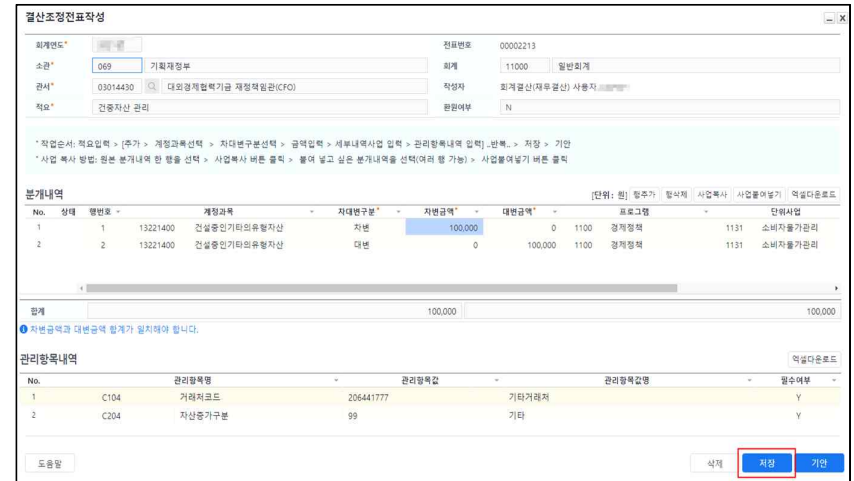 결산조정전표작성
회계연도* 전표번호 00002213
소관* 069 기획재정부 회계 11000 일반회계
관서* 03014430 대외경제협력기금 재정책임관(CFO) 작성자 회계결산(재무결산) 사용자
적요* 건중자산 관리 환원여부 N
* 작업순서: 적요입력 > [추가 > 계정과목선택 > 차대변구분선택 > 금액입력 > 세부내역사업 입력 > 관리항목내역 입력] ..반복.. > 저장 > 기안
* 사업 복사 방법: 원본 분개내역 한 행을 선택 > 사업복사 버튼 클릭 > 붙여 넣고 싶은 분개내역을 선택(여러 행 가능) > 사업붙여넣기 버튼 클릭
분개내역 [단위: 원] 행추가 행삭제 사업복사 사업붙여넣기 엑셀다운로드
No. 상태 행번호 계정과목 차대변구분* 차변금액* 대변금액* 프로그램 단위사업
1 1 13221400 건설중인기타의유형자산 차변 100,000 0 1100 경제정책 1131 소비자물가관리
2 2 13221400 건설중인기타의유형자산 대변 0 100,000 1100 경제정책 1131 소비자물가관리
합계 100,000 100,000
차변금액과 대변금액 합계가 일치해야 합니다.
관리항목내역 엑셀다운로드
No. 관리항목명 관리항목값 관리항목값명 필수여부
1 C104 거래처코드 206441777 기타거래처 Y
2 C204 자산증가구분 99 기타 Y
도움말 삭제 저장 기안